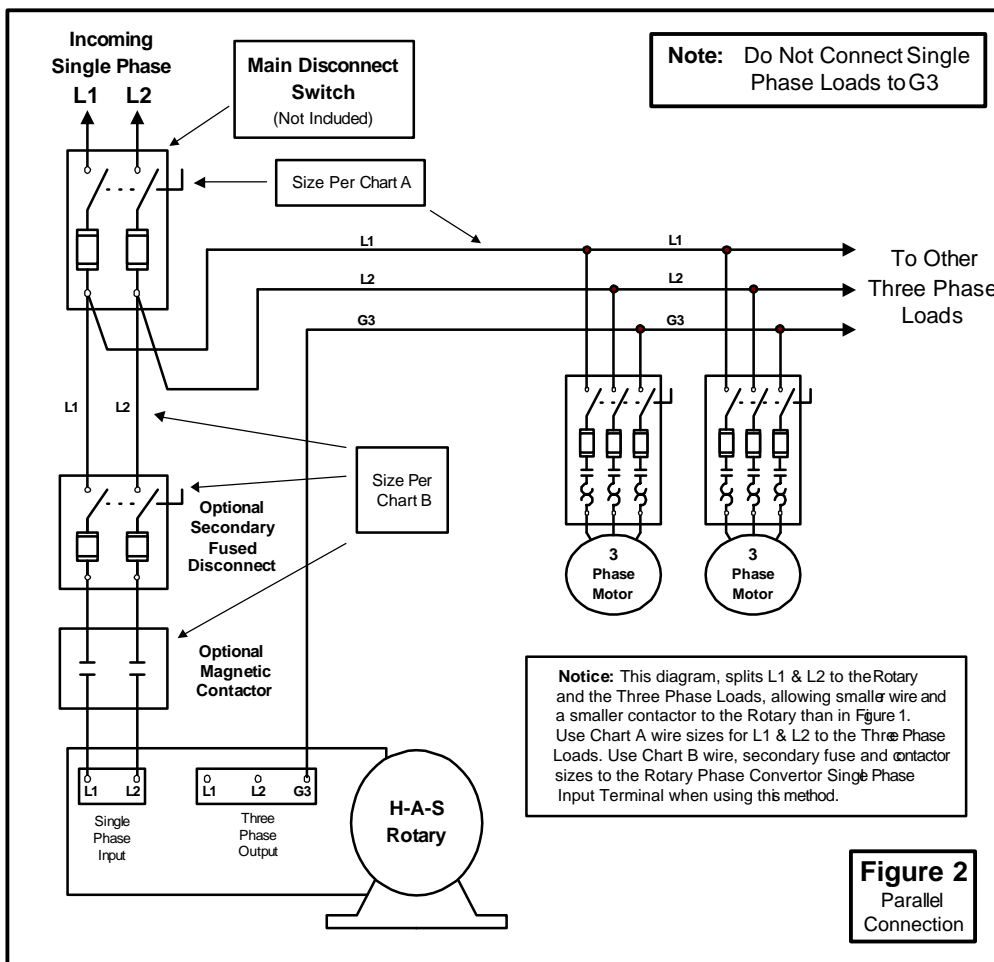 Incoming
Single Phase
L1 L2
Main Disconnect
Switch
(Not Included)
Note: Do Not Connect Single
Phase Loads to G3
Size Per Chart A
L1 L1
L2 L2
G3 G3
To Other
Three Phase
Loads
L1 L2
Size Per
Chart B
Optional
Secondary
Fused
Disconnect
3
Phase
Motor
3
Phase
Motor
Optional
Magnetic
Contactor
Notice: This diagram, splits L1 & L2 to the Rotary
and the Three Phase Loads, allowing smaller wire and
a smaller contactor to the Rotary than in Figure 1.
Use Chart A wire sizes for L1 & L2 to the Three Phase
Loads. Use Chart B wire, secondary fuse and contactor
sizes to the Rotary Phase Convertor Single Phase
Input Terminal when using this method.
L1 L2
Single
Phase
Input
L1 L2 G3
Three
Phase
Output
H-A-S
Rotary
Figure 2
Parallel
Connection